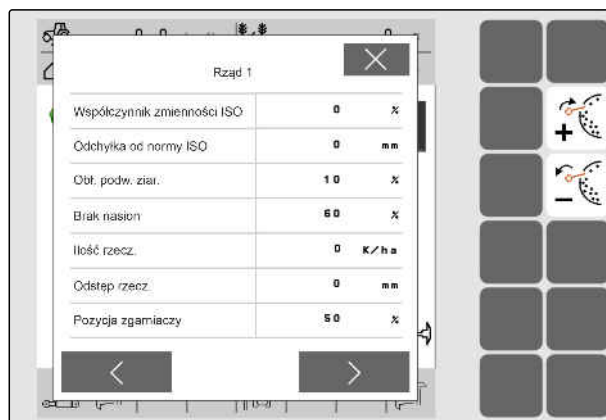 Rząd 1
Współczynnik zmienności ISO 0 %
Odchyłka od normy ISO 0 mm
Obł. podw. ziar. 10 %
Brak nasion 60 %
Ilość rzecz. 0 K/ha
Odstęp rzecz. 0 mm
Pozycja zgarniaczy 50 %